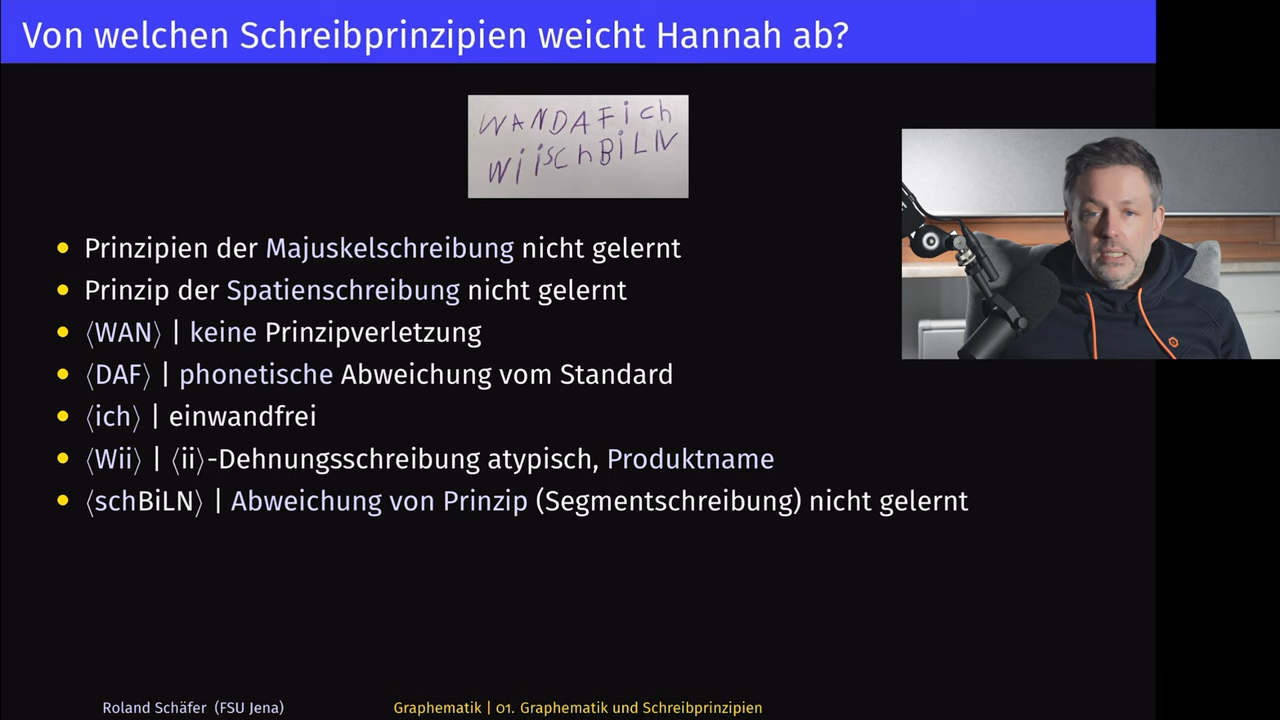 Von welchen Schreibprinzipien weicht Hannah ab?
WANDAFich
WiischBiLN
• Prinzipien der Majuskelschreibung nicht gelernt
• Prinzip der Spatienschreibung nicht gelernt
• ⟨WAN⟩ | keine Prinzipverletzung
• ⟨DAF⟩ | phonetische Abweichung vom Standard
• ⟨ich⟩ | einwandfrei
• ⟨Wii⟩ | ⟨ii⟩-Dehnungsschreibung atypisch, Produktname
• ⟨schBiLN⟩ | Abweichung von Prinzip (Segmentschreibung) nicht gelernt
Roland Schäfer (FSU Jena) Graphematik | 01. Graphematik und Schreibprinzipien